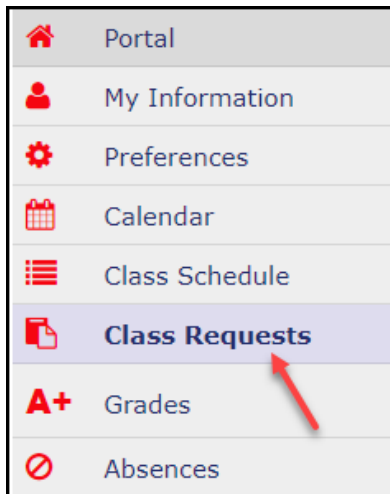 Portal
My Information
Preferences
Calendar
Class Schedule
Class Requests
A+ Grades
Absences